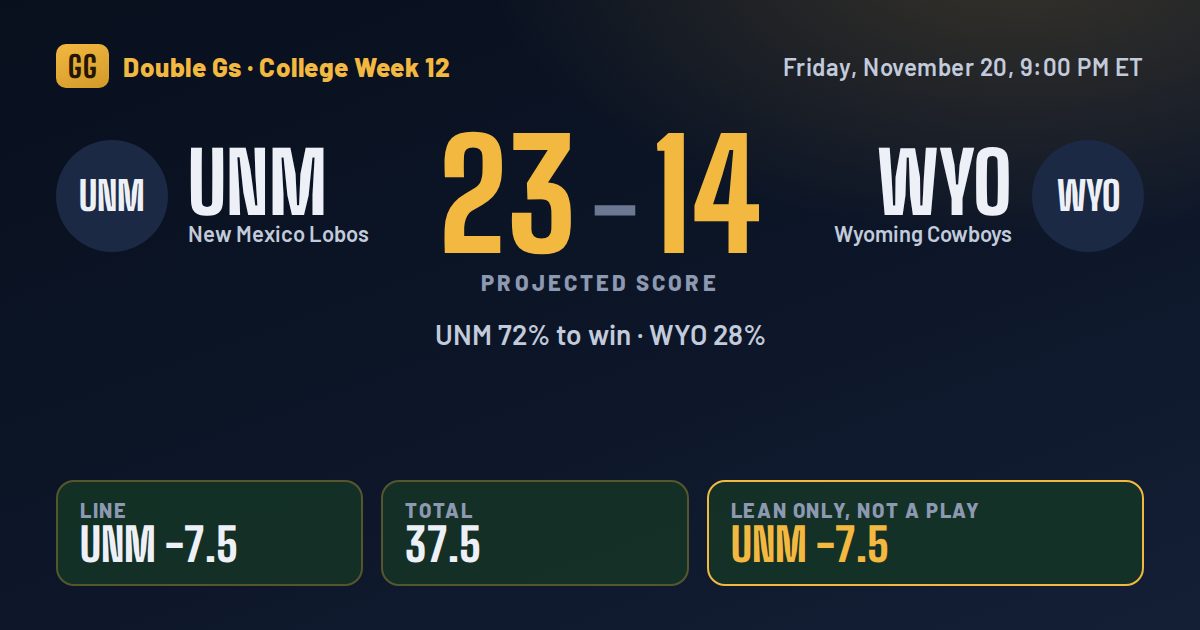 GG Double Gs · College Week 12
Friday, November 20, 9:00 PM ET
UNM
UNM
New Mexico Lobos
23 – 14
PROJECTED SCORE
UNM 72% to win · WYO 28%
WYO
Wyoming Cowboys
WYO
LINE
UNM −7.5
TOTAL
37.5
LEAN ONLY, NOT A PLAY
UNM −7.5